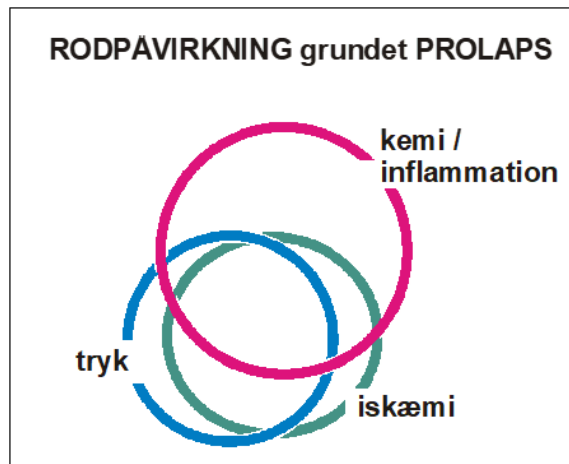 RODPÅVIRKNING grundet PROLAPS
kemi /
inflammation
tryk
iskæmi